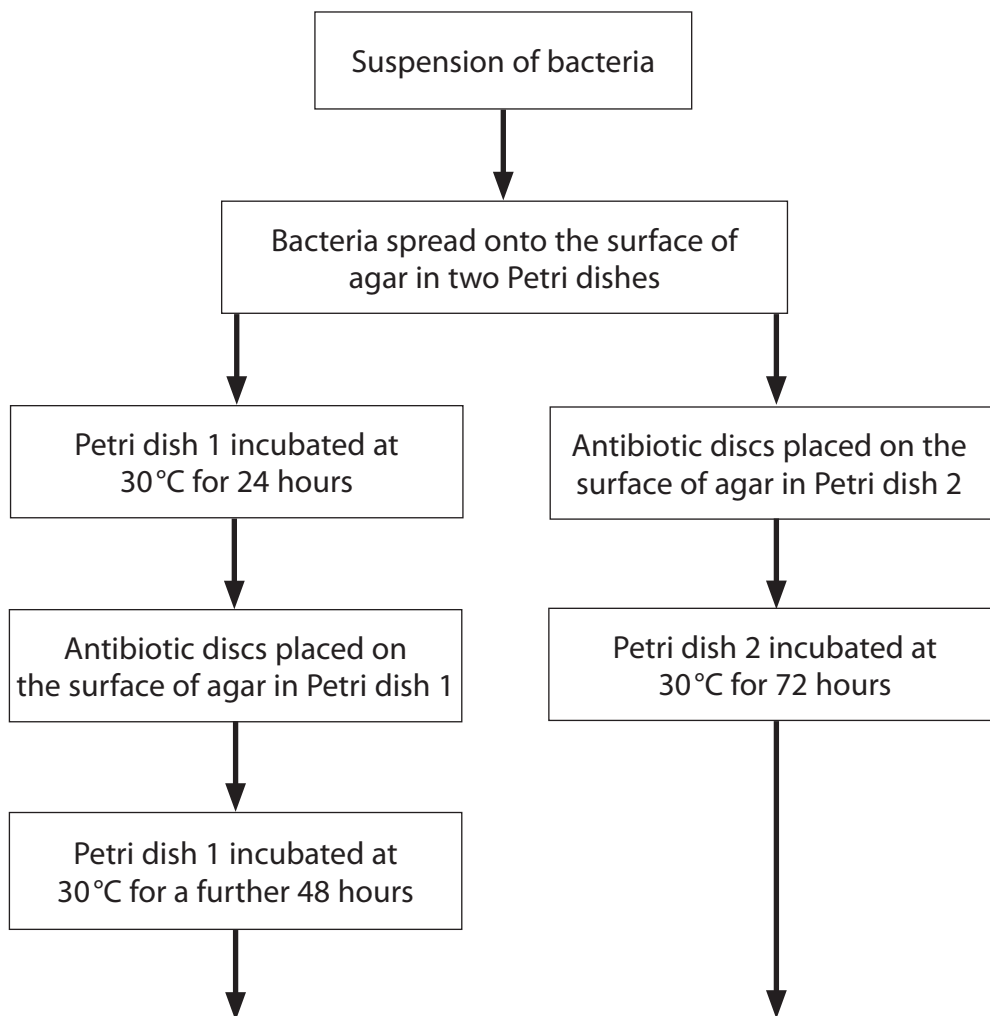 Suspension of bacteria
Bacteria spread onto the surface of
agar in two Petri dishes
Petri dish 1 incubated at
30°C for 24 hours
Antibiotic discs placed on the
surface of agar in Petri dish 2
Antibiotic discs placed on
the surface of agar in Petri dish 1
Petri dish 2 incubated at
30°C for 72 hours
Petri dish 1 incubated at
30°C for a further 48 hours